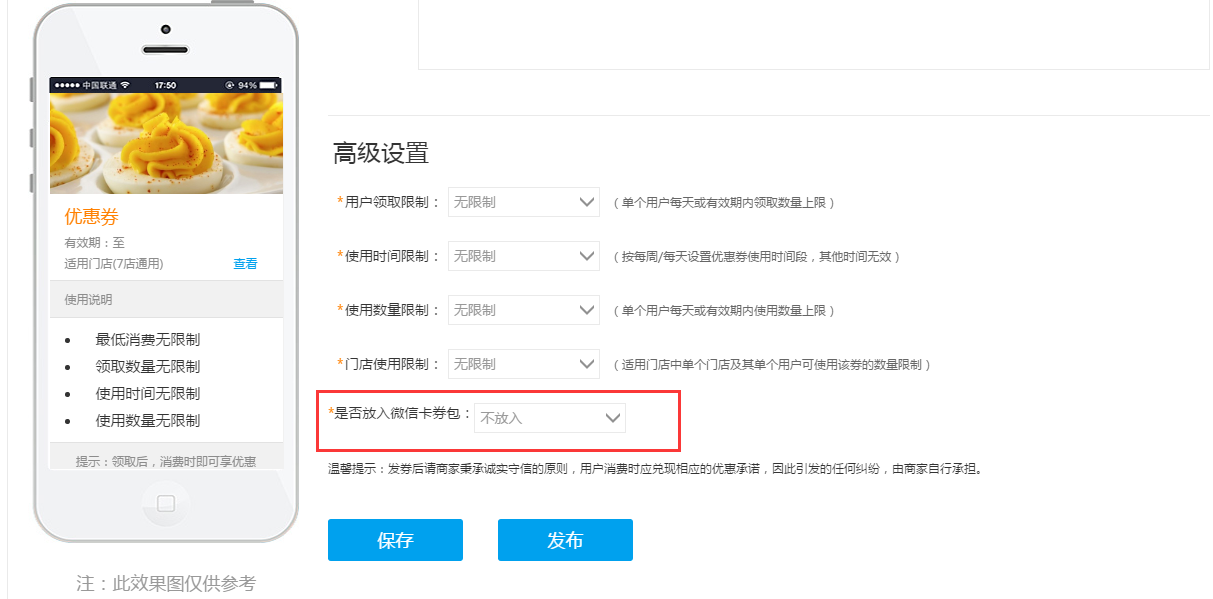 中国联通 17:50 94%
优惠券
有效期：至
适用门店(7店通用) 查看
使用说明
最低消费无限制
领取数量无限制
使用时间无限制
使用数量无限制
提示：领取后，消费时即可享优惠
注：此效果图仅供参考
高级设置
*用户领取限制： 无限制 （单个用户每天或有效期内领取数量上限）
*使用时间限制： 无限制 （按每周/每天设置优惠券使用时间段，其他时间无效）
*使用数量限制： 无限制 （单个用户每天或有效期内使用数量上限）
*门店使用限制： 无限制 （适用门店中单个门店及其单个用户可使用该券的数量限制）
*是否放入微信卡券包： 不放入
温馨提示：发券后请商家秉承诚实守信的原则，用户消费时应兑现相应的优惠承诺，因此引发的任何纠纷，由商家自行承担。
保存 发布